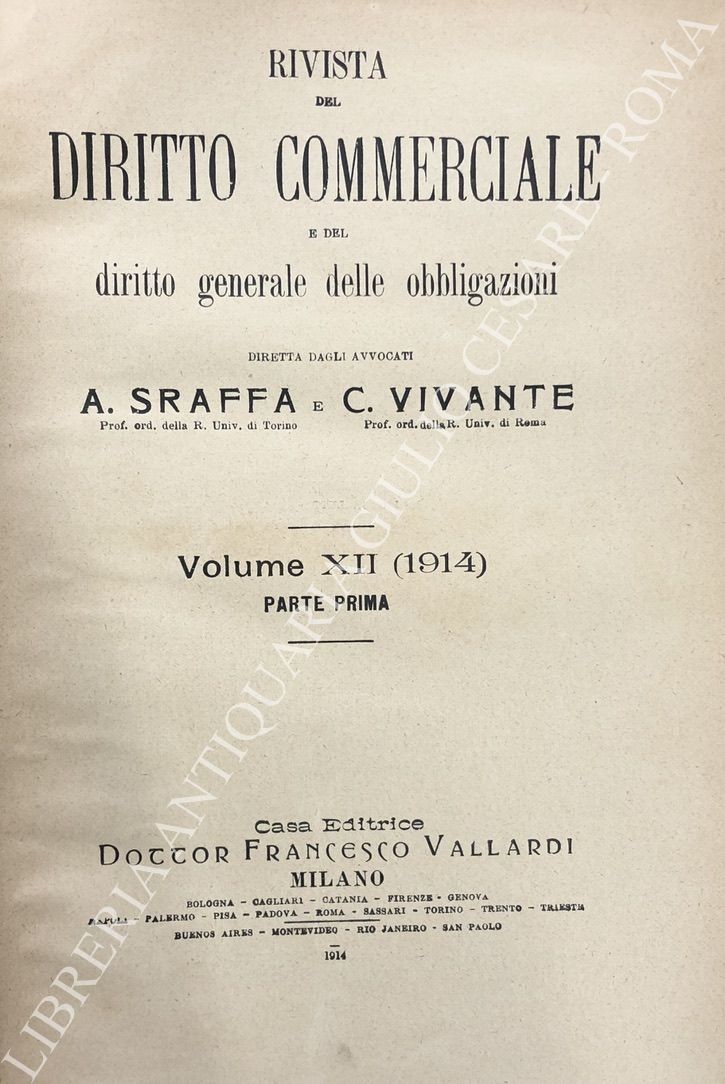 RIVISTA
DEL
DIRITTO COMMERCIALE
E DEL
diritto generale delle obbligazioni
DIRETTA DAGLI AVVOCATI
A. SRAFFA E C. VIVANTE
Prof. ord. della R. Univ. di Torino Prof. ord. della R. Univ. di Roma
Volume XII (1914)
PARTE PRIMA
Casa Editrice
DOTTOR FRANCESCO VALLARDI
MILANO
BOLOGNA - CAGLIARI - CATANIA - FIRENZE - GENOVA
NAPOLI - PALERMO - PISA - PADOVA - ROMA - SASSARI - TORINO - TRENTO - TRIESTE
BUENOS AIRES - MONTEVIDEO - RIO JANEIRO - SAN PAOLO
1914
LIBRERIA ANTIQUARIA GIULIO CESARE - ROMA